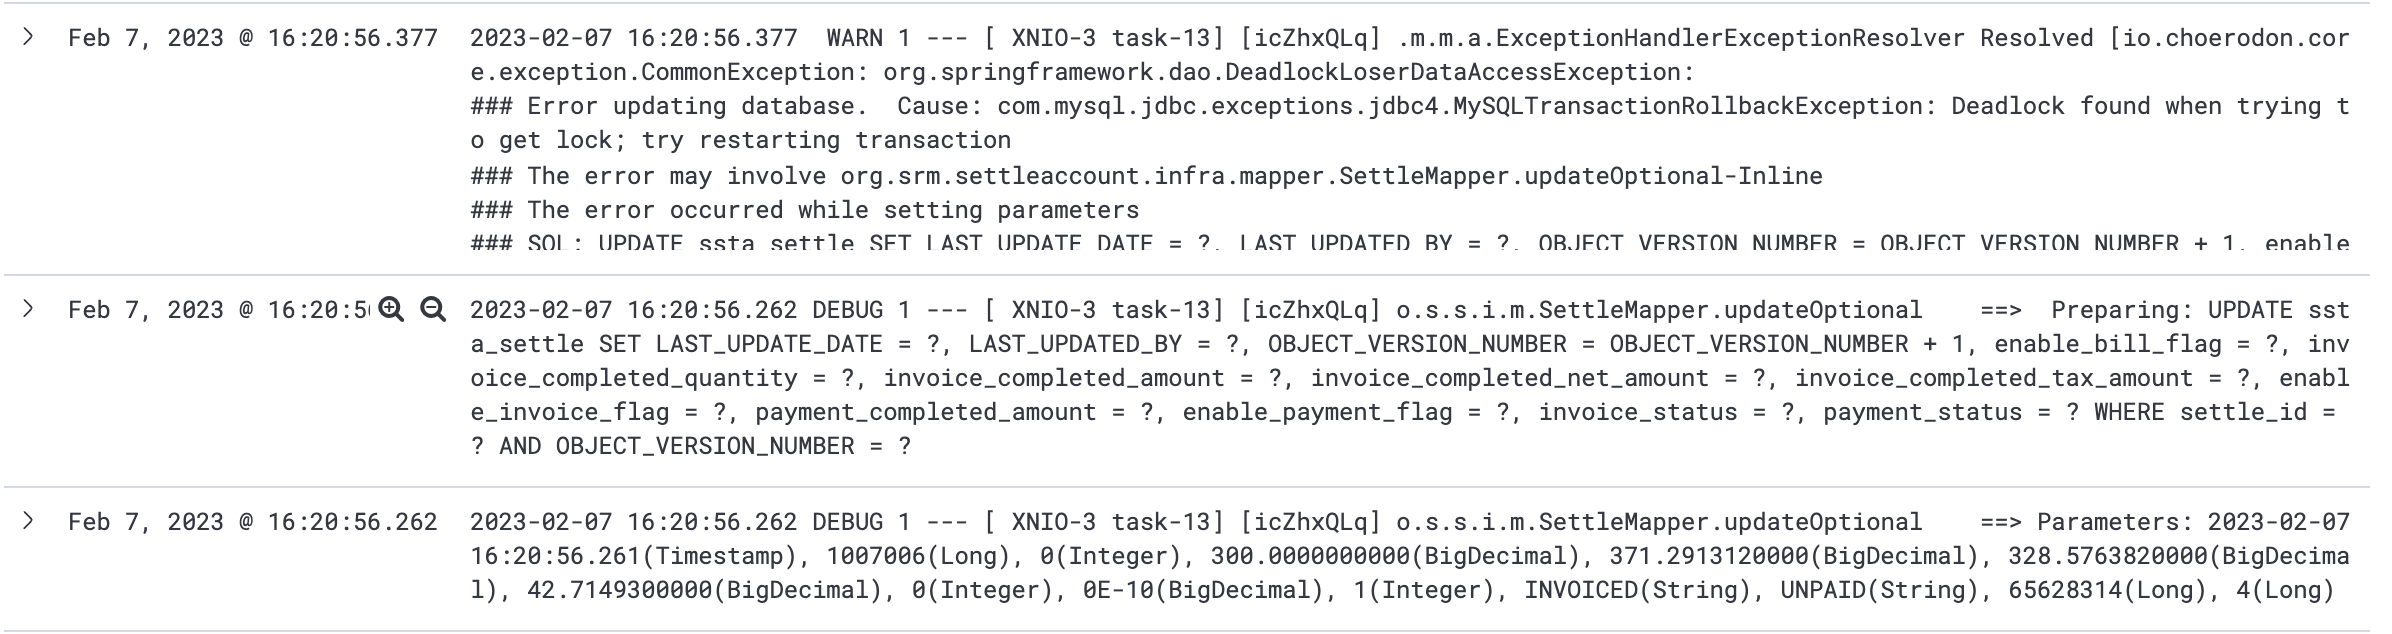 Feb 7, 2023 @ 16:20:56.377
2023-02-07 16:20:56.377  WARN 1 --- [ XNIO-3 task-13] [icZhxQLq] .m.m.a.ExceptionHandlerExceptionResolver Resolved [io.choerodon.cor
e.exception.CommonException: org.springframework.dao.DeadlockLoserDataAccessException:
### Error updating database.  Cause: com.mysql.jdbc.exceptions.jdbc4.MySQLTransactionRollbackException: Deadlock found when trying t
o get lock; try restarting transaction
### The error may involve org.srm.settleaccount.infra.mapper.SettleMapper.updateOptional-Inline
### The error occurred while setting parameters
### SQL: UPDATE ssta_settle SET LAST_UPDATE_DATE = ?, LAST_UPDATED_BY = ?, OBJECT_VERSION_NUMBER = OBJECT_VERSION_NUMBER + 1, enable
Feb 7, 2023 @ 16:20:5
2023-02-07 16:20:56.262 DEBUG 1 --- [ XNIO-3 task-13] [icZhxQLq] o.s.s.i.m.SettleMapper.updateOptional    ==>  Preparing: UPDATE sst
a_settle SET LAST_UPDATE_DATE = ?, LAST_UPDATED_BY = ?, OBJECT_VERSION_NUMBER = OBJECT_VERSION_NUMBER + 1, enable_bill_flag = ?, inv
oice_completed_quantity = ?, invoice_completed_amount = ?, invoice_completed_net_amount = ?, invoice_completed_tax_amount = ?, enabl
e_invoice_flag = ?, payment_completed_amount = ?, enable_payment_flag = ?, invoice_status = ?, payment_status = ? WHERE settle_id =
? AND OBJECT_VERSION_NUMBER = ?
Feb 7, 2023 @ 16:20:56.262
2023-02-07 16:20:56.262 DEBUG 1 --- [ XNIO-3 task-13] [icZhxQLq] o.s.s.i.m.SettleMapper.updateOptional    ==> Parameters: 2023-02-07
16:20:56.261(Timestamp), 1007006(Long), 0(Integer), 300.0000000000(BigDecimal), 371.2913120000(BigDecimal), 328.5763820000(BigDecima
l), 42.7149300000(BigDecimal), 0(Integer), 0E-10(BigDecimal), 1(Integer), INVOICED(String), UNPAID(String), 65628314(Long), 4(Long)